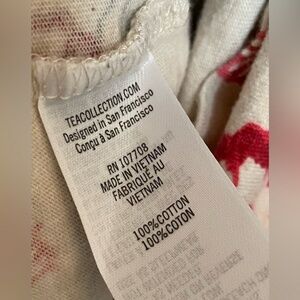 TEACOLLECTION.COM
Designed in San Francisco
Conçu à San Francisco
RN 107708
MADE IN VIETNAM
FABRIQUÉ AU
VIETNAM
100%COTTON
100%COTON